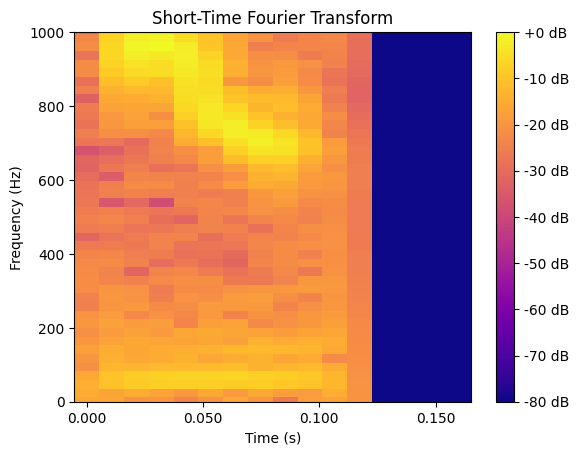 Short-Time Fourier Transform
1000
800
600
400
200
0
Frequency (Hz)
0.000
0.050
0.100
0.150
Time (s)
+0 dB
-10 dB
-20 dB
-30 dB
-40 dB
-50 dB
-60 dB
-70 dB
-80 dB